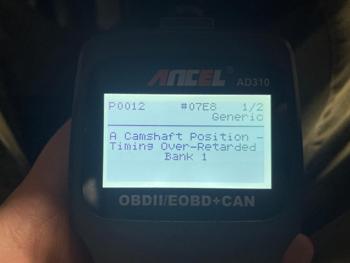 ANCEL®
AD310
P0012 #07E8 1/2
Generic
A Camshaft Position -
Timing Over-Retarded
Bank 1
OBDII/EOBD+CAN